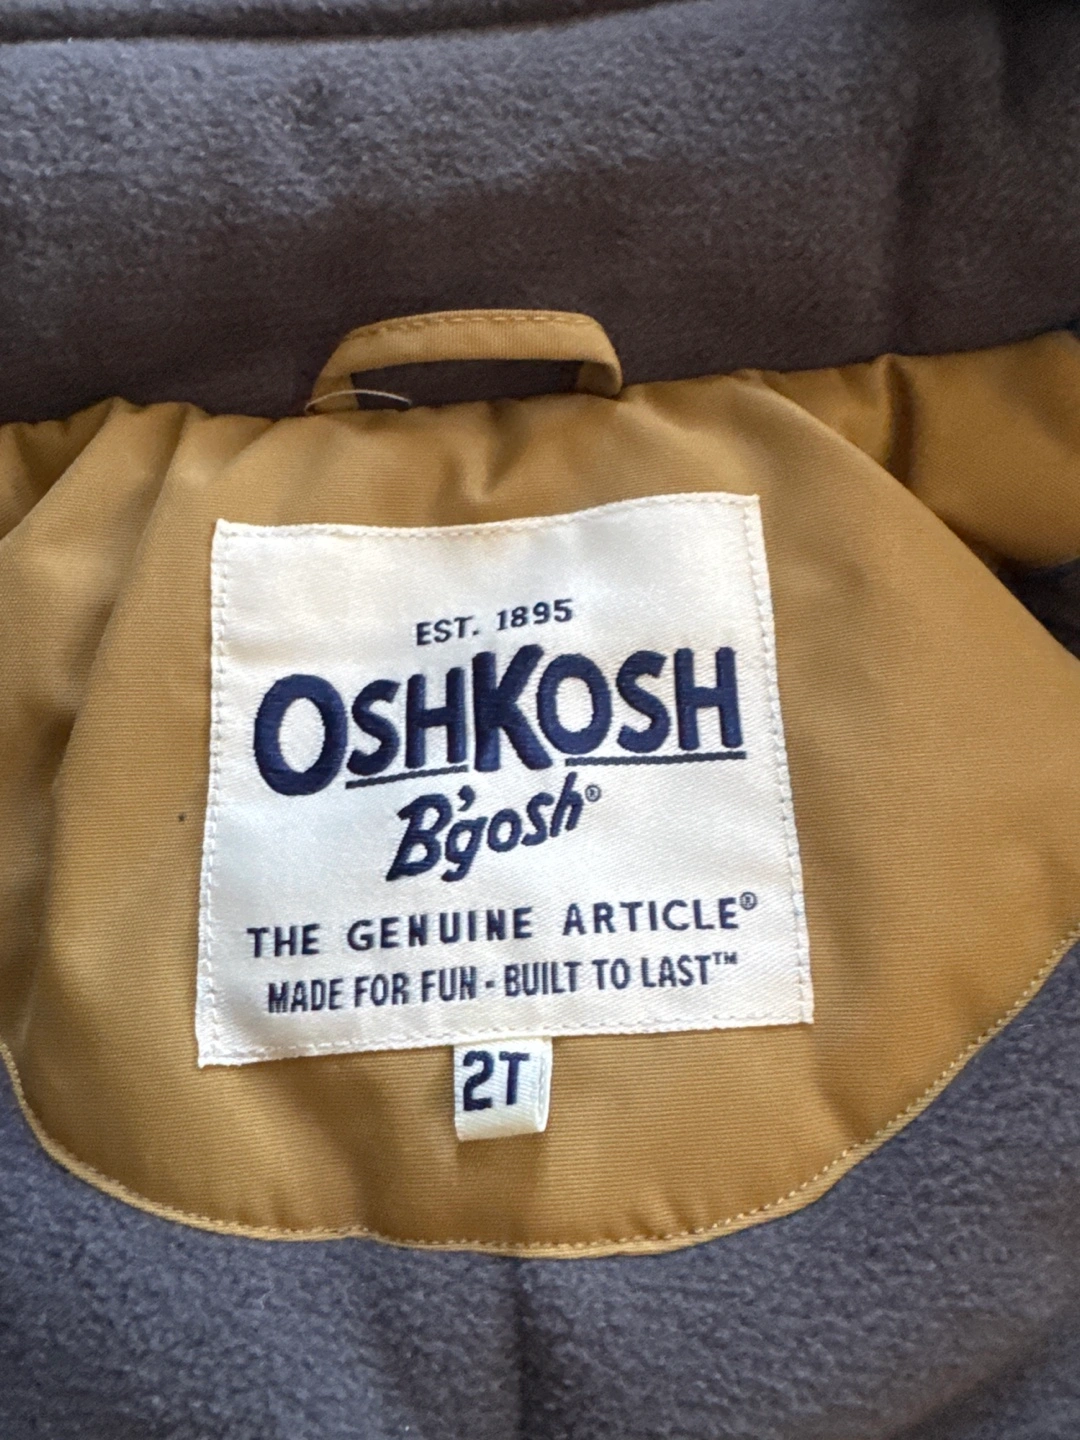 EST. 1895
OSHKOSH
B'gosh®
THE GENUINE ARTICLE®
MADE FOR FUN - BUILT TO LAST™
2T